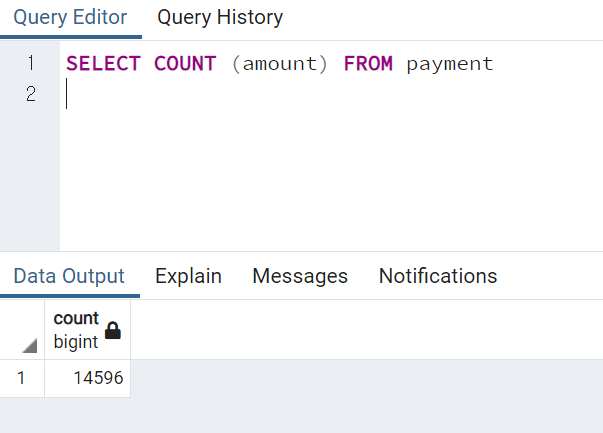 Query Editor Query History
1 SELECT COUNT (amount) FROM payment
2
Data Output Explain Messages Notifications
count
bigint
1 14596